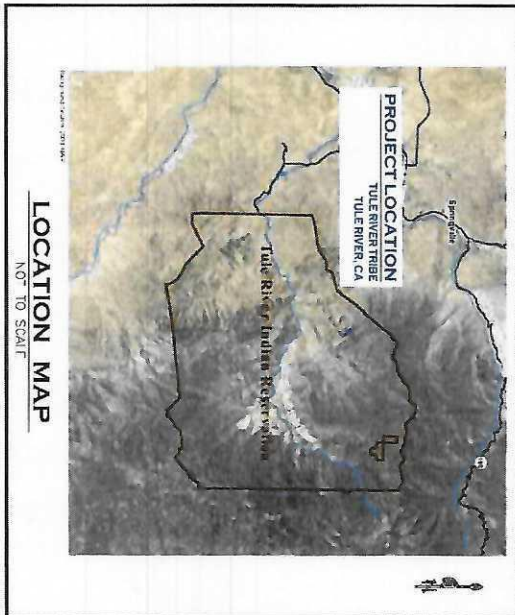 PROJECT LOCATION
TULE RIVER TRIBE
TULE RIVER, CA
Springville
Tule River Indian Reservation
LOCATION MAP
NOT TO SCALE